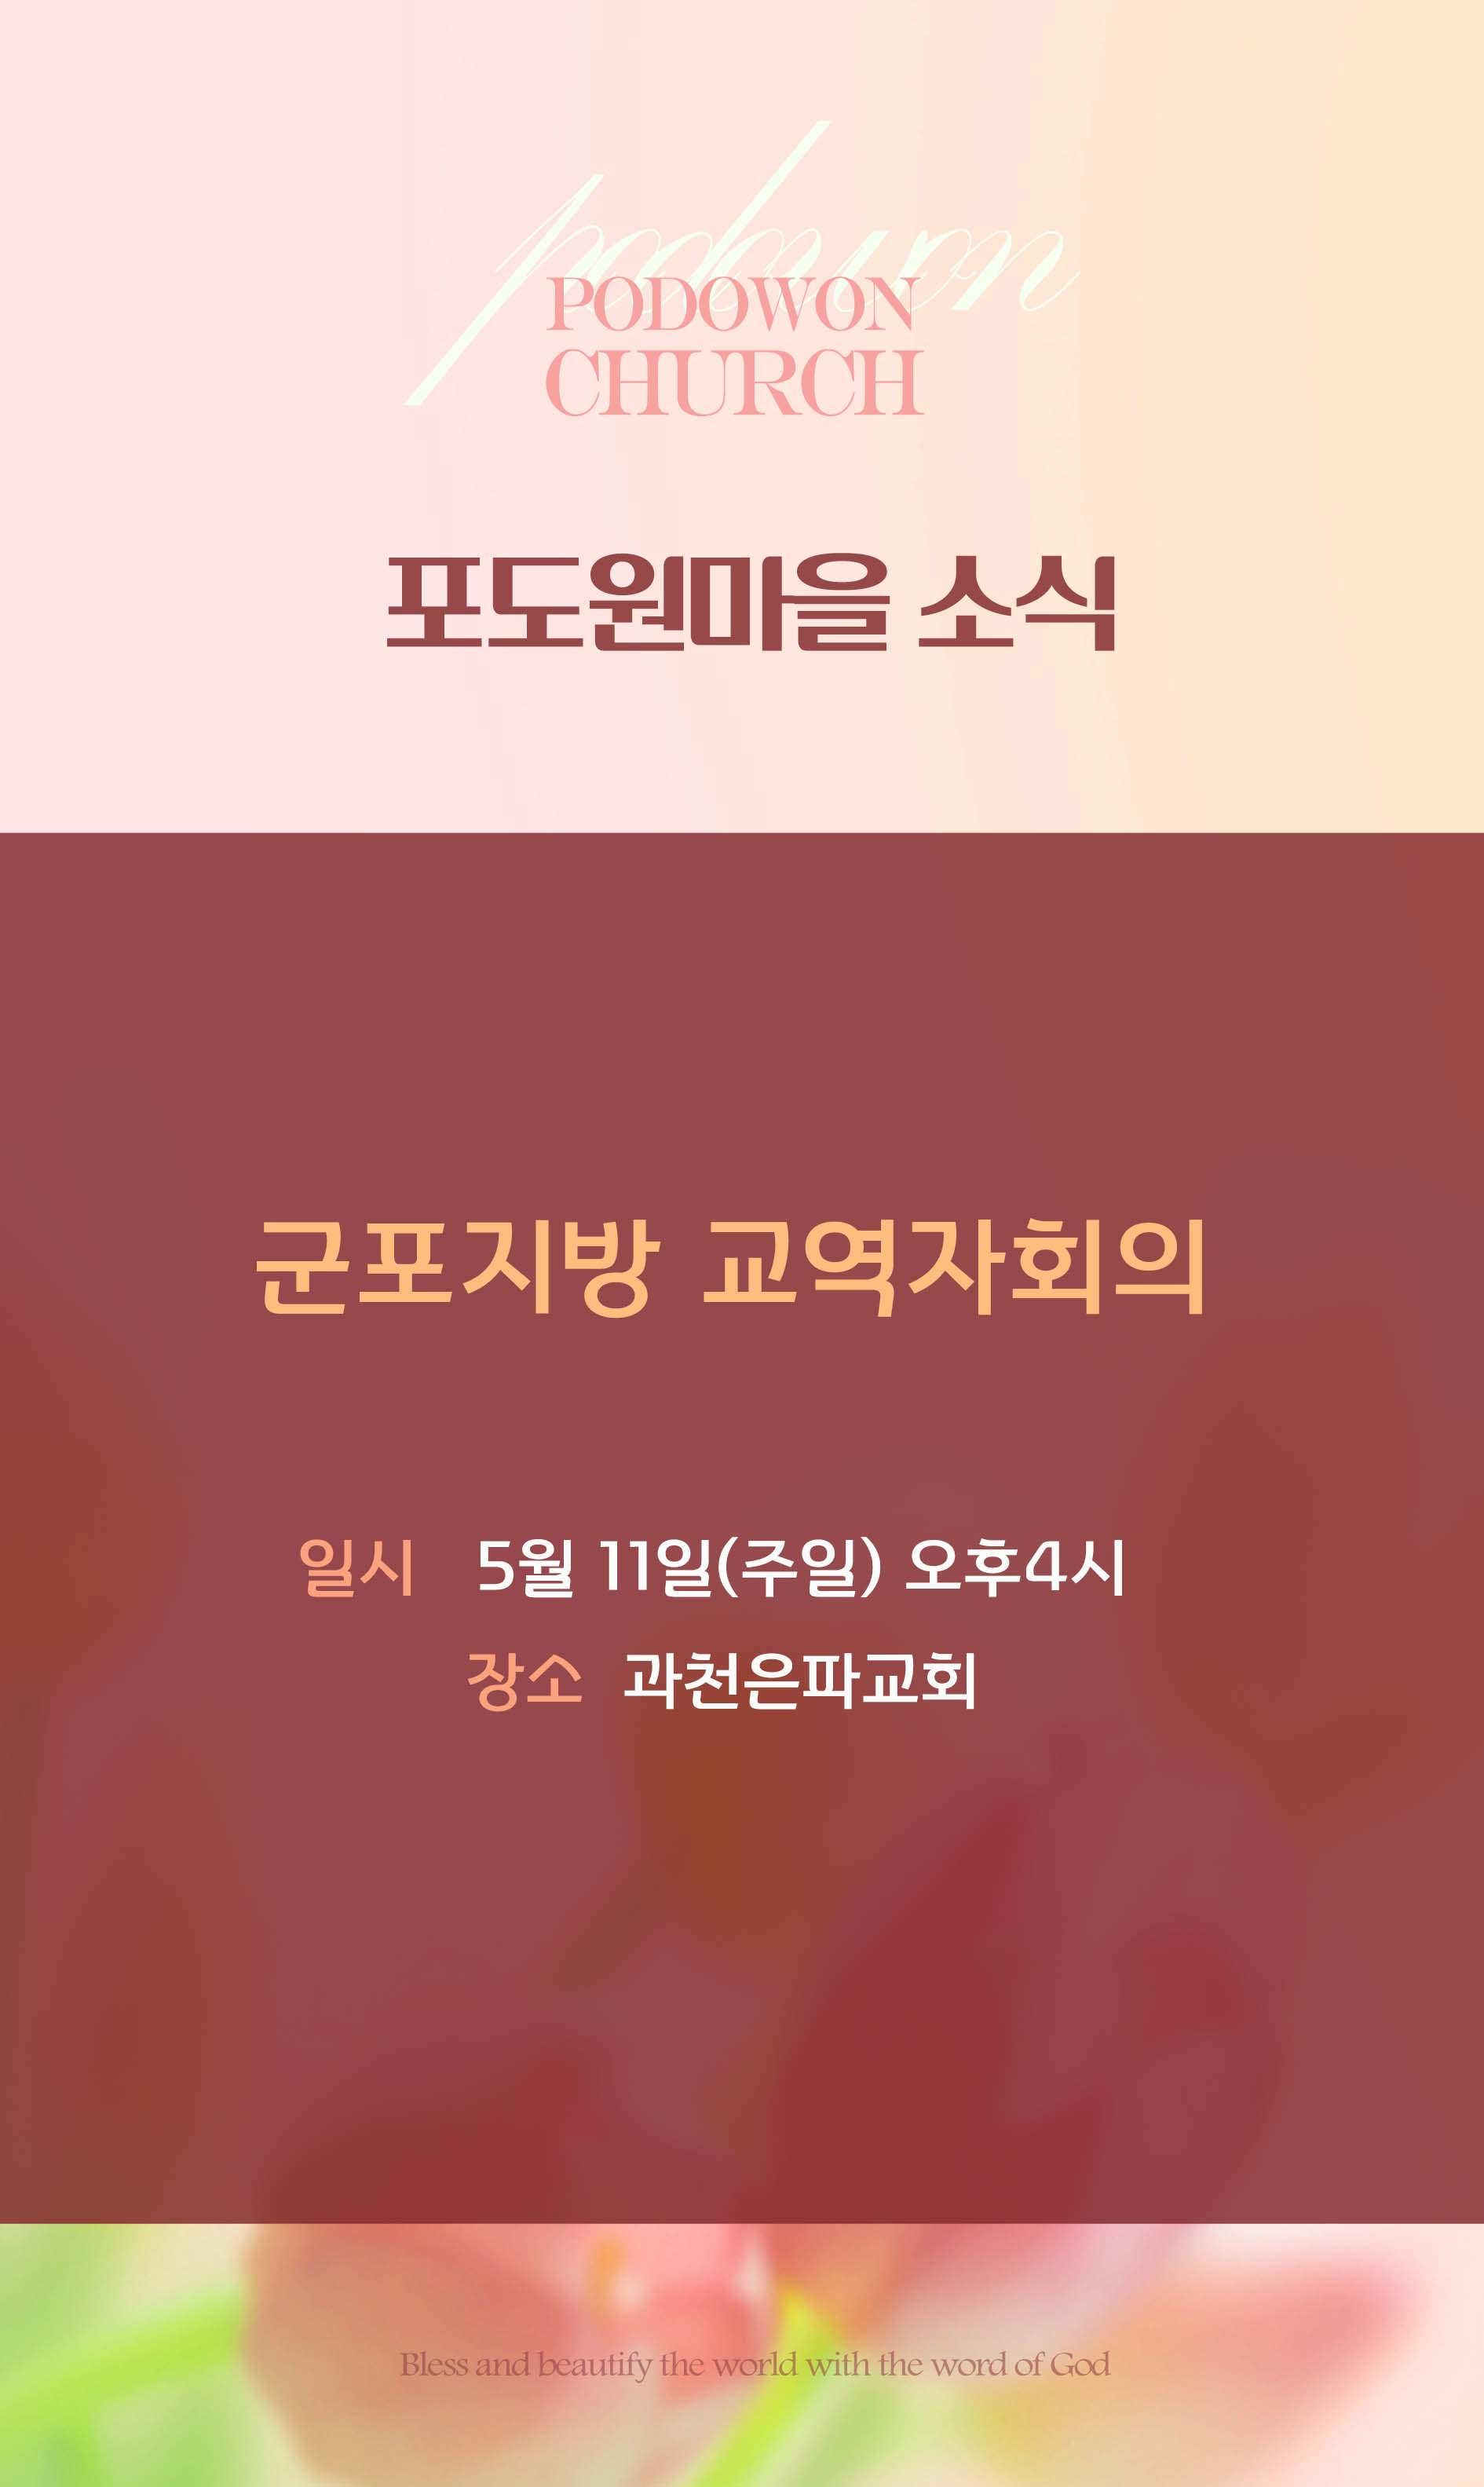 podowon
PODOWON
CHURCH
포도원마을 소식
군포지방 교역자회의
일시 5월 11일(주일) 오후4시
장소 과천은파교회
Bless and beautify the world with the word of God